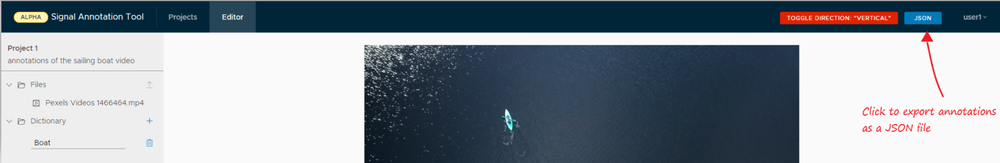 ALPHA Signal Annotation Tool Projects Editor TOGGLE DIRECTION: "VERTICAL" JSON user1
Project 1
annotations of the sailing boat video
Files
Pexels Videos 1466464.mp4
Dictionary
Boat
Click to export annotations
as a JSON file